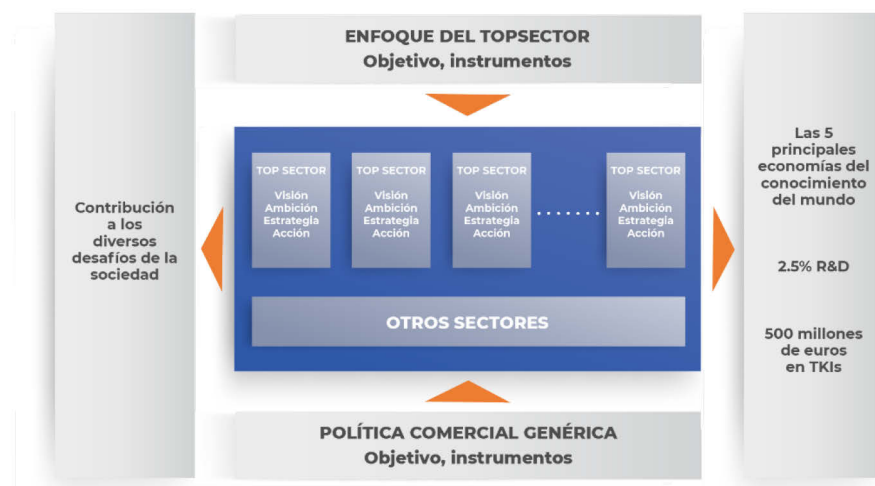 ENFOQUE DEL TOPSECTOR
Objetivo, instrumentos
Contribución
a los
diversos
desafíos de la
sociedad
TOP SECTOR
Visión
Ambición
Estrategia
Acción
TOP SECTOR
Visión
Ambición
Estrategia
Acción
TOP SECTOR
Visión
Ambición
Estrategia
Acción
.......
TOP SECTOR
Visión
Ambición
Estrategia
Acción
OTROS SECTORES
Las 5
principales
economías del
conocimiento
del mundo
2.5% R&D
500 millones
de euros
en TKIs
POLÍTICA COMERCIAL GENÉRICA
Objetivo, instrumentos